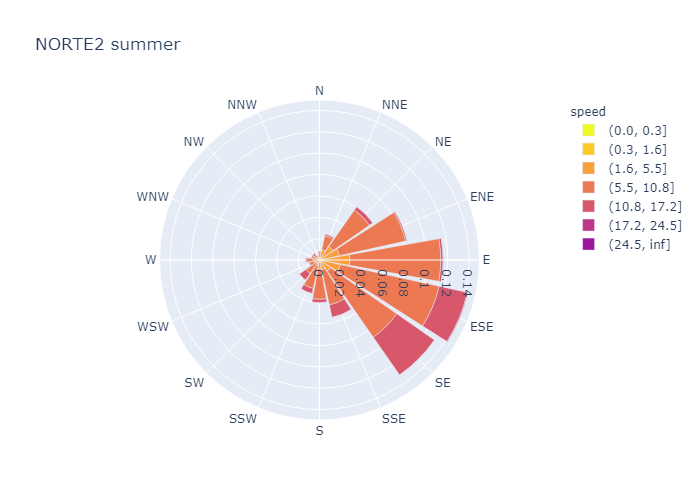 NORTE2 summer
N
NNW
NNE
speed
(0.0, 0.3]
NW
NE
(0.3, 1.6]
(1.6, 5.5]
(5.5, 10.8]
WNW
ENE
(10.8, 17.2]
(17.2, 24.5]
(24.5, inf]
W
E
0
0.02
0.04
0.06
0.08
0.1
0.12
0.14
WSW
ESE
SW
SE
SSW
SSE
S